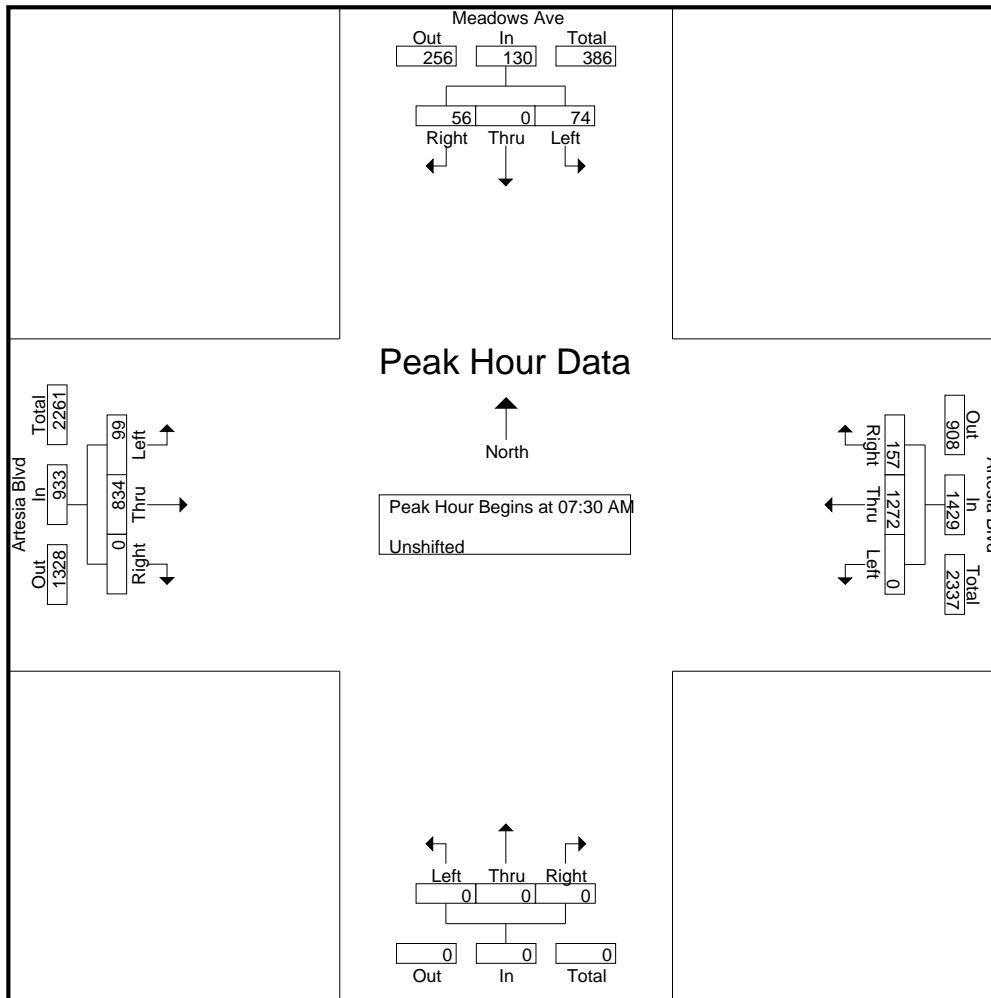 Meadows Ave
Out In Total
256 130 386
56 0 74
Right Thru Left
Peak Hour Data
North
Peak Hour Begins at 07:30 AM
Unshifted
Artesia Blvd
Total In Out
2261 933 1328
99 834 0
Left Thru Right
Right Thru Left
157 1272 0
908 1429 2337
Out In Total
Artesia Blvd
Left Thru Right
0 0 0
0 0 0
Out In Total